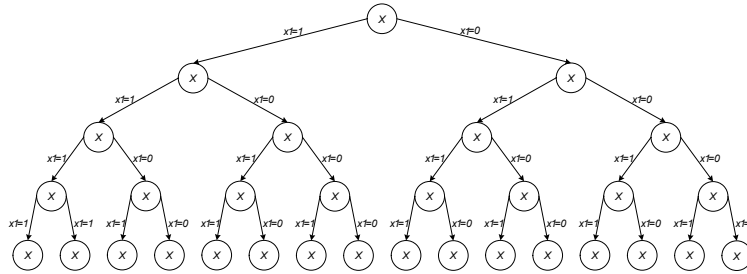 x
x1=1 x1=0
x x
x1=1 x1=0 x1=1 x1=0
x x x x
x1=1 x1=0 x1=1 x1=0 x1=1 x1=0 x1=1 x1=0
x x x x x x x x
x1=1 x1=1 x1=1 x1=0 x1=1 x1=0 x1=1 x1=0 x1=1 x1=0 x1=1 x1=0 x1=1 x1=0 x1=1 x1=
x x x x x x x x x x x x x x x x